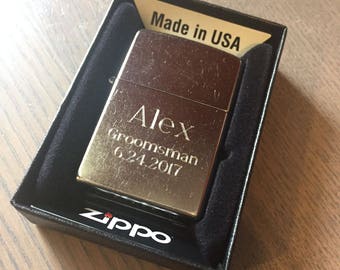 Made in USA
Alex
Groomsman
6.24.2017
zippo